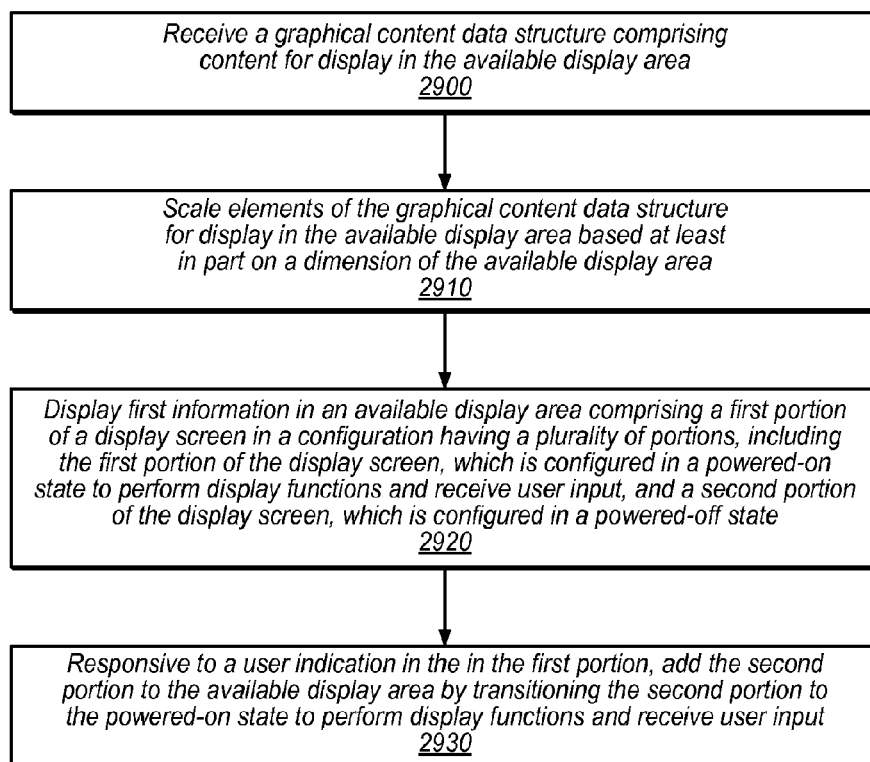 Receive a graphical content data structure comprising
content for display in the available display area
2900
Scale elements of the graphical content data structure
for display in the available display area based at least
in part on a dimension of the available display area
2910
Display first information in an available display area comprising a first portion
of a display screen in a configuration having a plurality of portions, including
the first portion of the display screen, which is configured in a powered-on
state to perform display functions and receive user input, and a second portion
of the display screen, which is configured in a powered-off state
2920
Responsive to a user indication in the in the first portion, add the second
portion to the available display area by transitioning the second portion to
the powered-on state to perform display functions and receive user input
2930